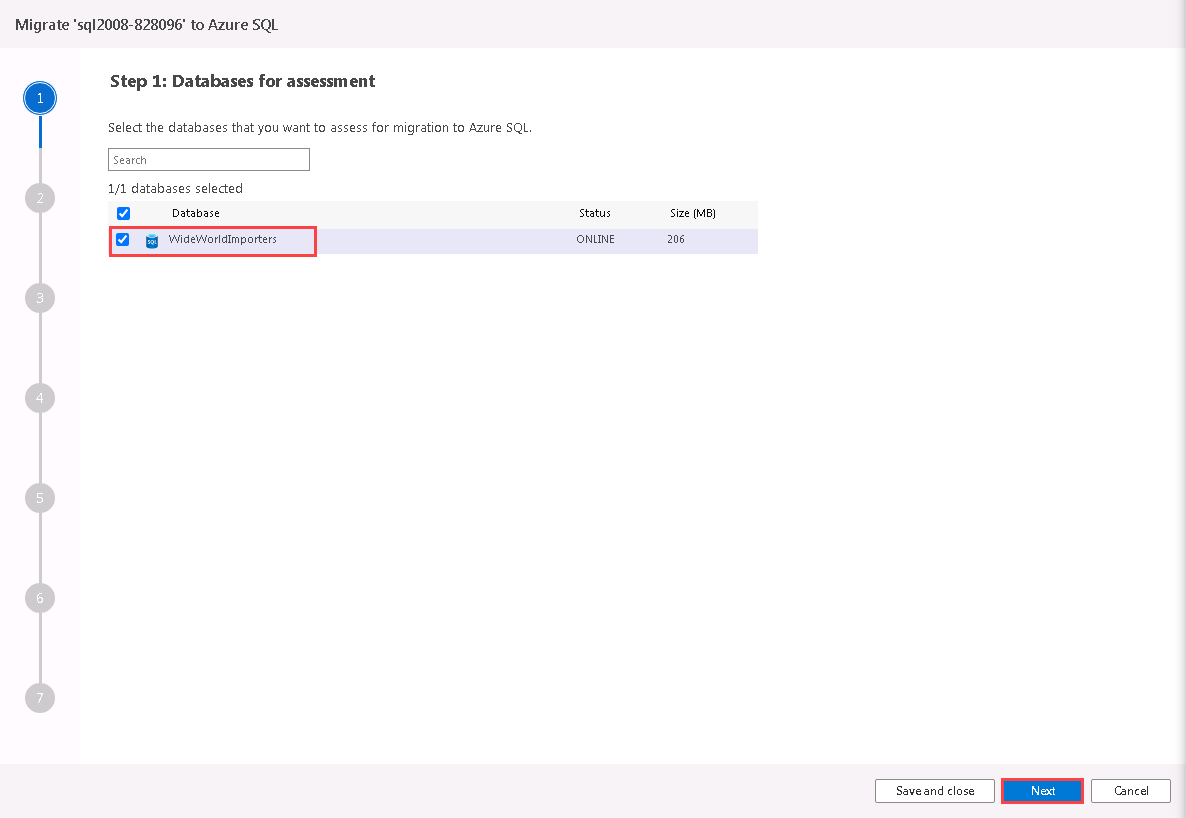 Migrate 'sql2008-828096' to Azure SQL
Step 1: Databases for assessment
1
Select the databases that you want to assess for migration to Azure SQL.
Search
1/1 databases selected
2
Database Status Size (MB)
SQL WideWorldImporters ONLINE 206
3
4
5
6
7
Save and close Next Cancel